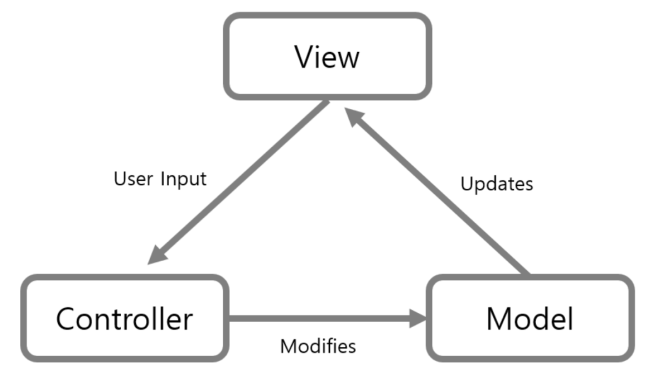 View
User Input
Updates
Controller
Model
Modifies